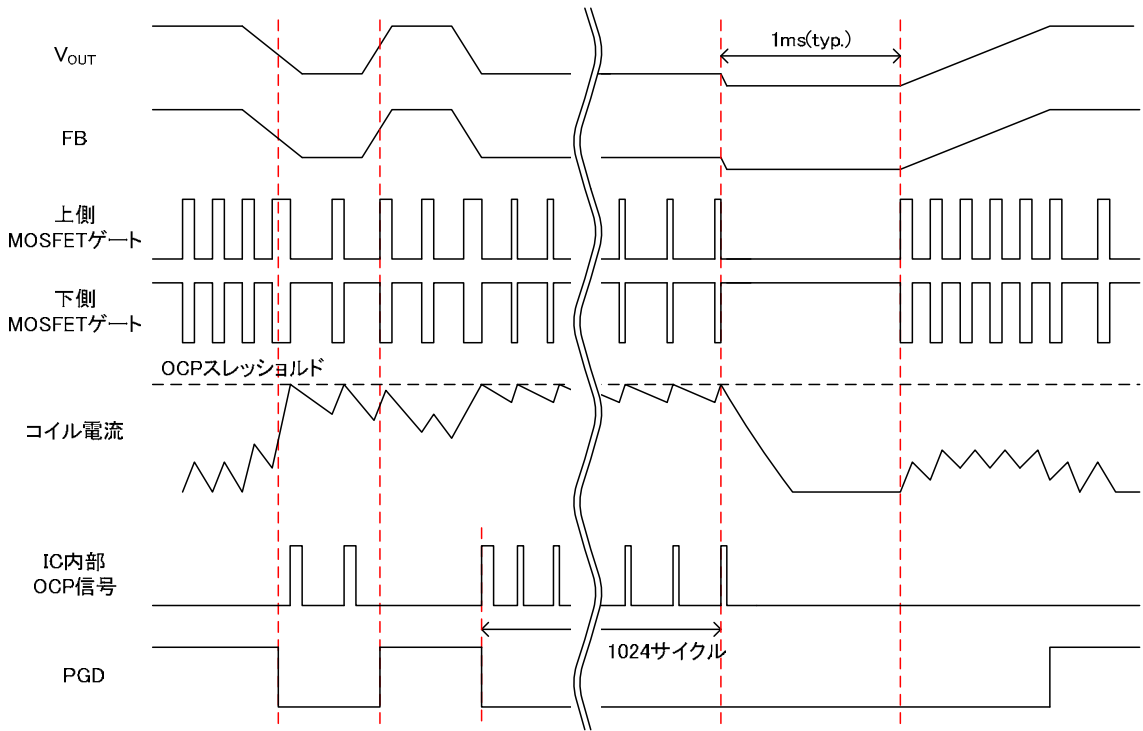 V_OUT
1ms(typ.)
FB
上側
MOSFETゲート
下側
MOSFETゲート
OCPスレッショルド
コイル電流
IC内部
OCP信号
1024サイクル
PGD